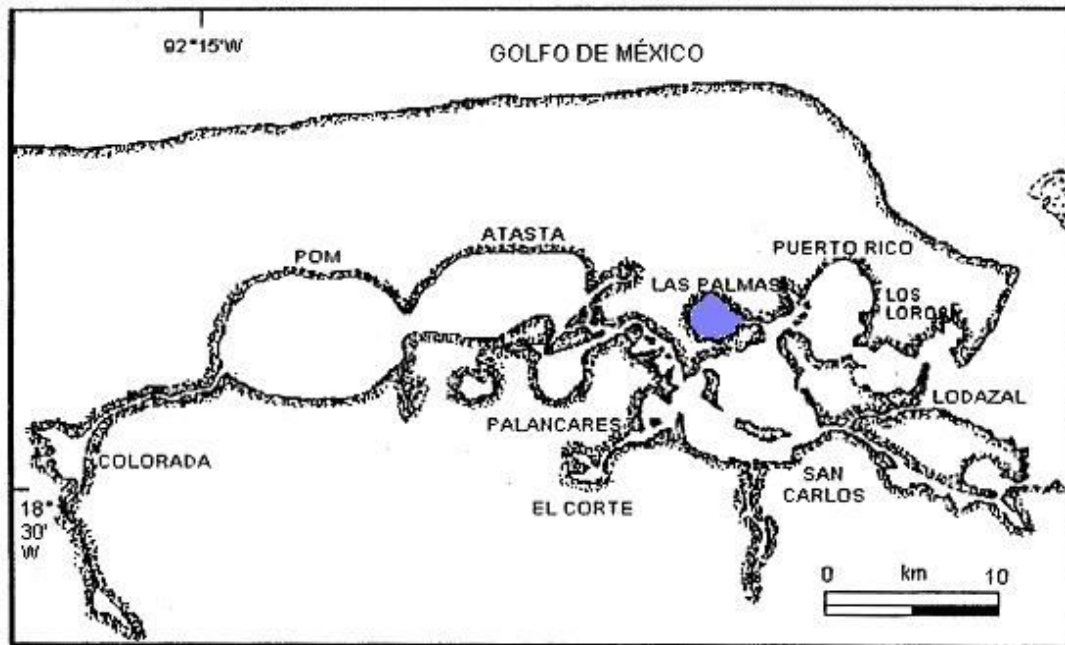 92°15'W
GOLFO DE MÉXICO
ATASTA
PUERTO RICO
POM
LAS PALMAS
LOS
LOROS
LODAZAL
PALANCARES
COLORADA
SAN
CARLOS
EL CORTE
18°
30'
W
0 km 10